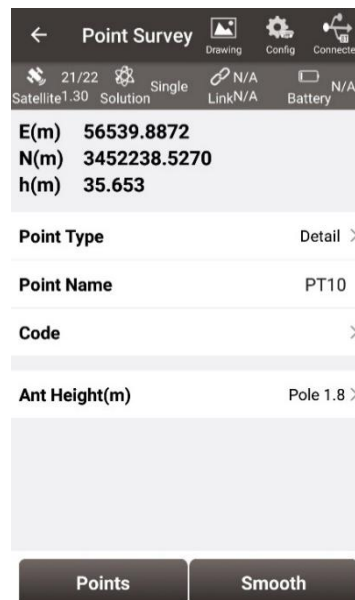 Point Survey
Drawing
Config
Connecte
21/22
Single
N/A
N/A
Satellite1.30
Solution
LinkN/A
Battery
E(m) 56539.8872
N(m) 3452238.5270
h(m) 35.653
Point Type Detail
Point Name PT10
Code
Ant Height(m) Pole 1.8
Points Smooth